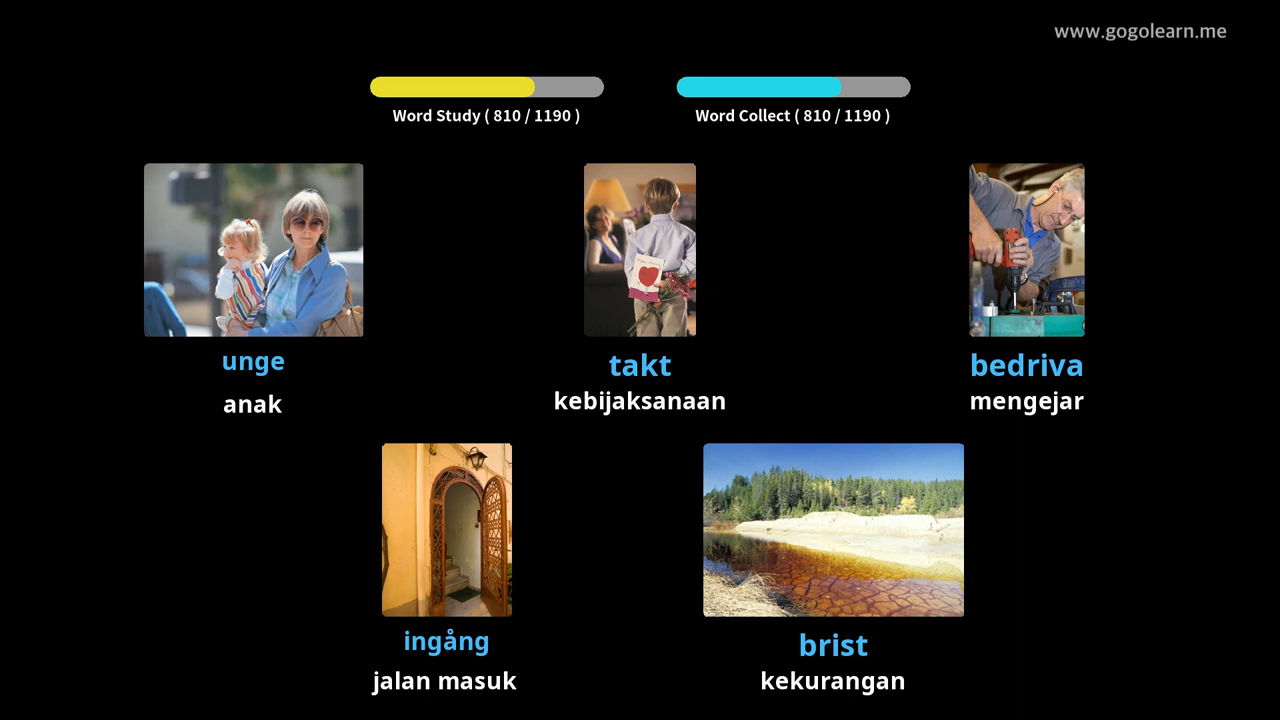 www.gogolearn.me
Word Study ( 810 / 1190 )
Word Collect ( 810 / 1190 )
unge
anak
takt
kebijaksanaan
bedriva
mengejar
ingång
jalan masuk
brist
kekurangan